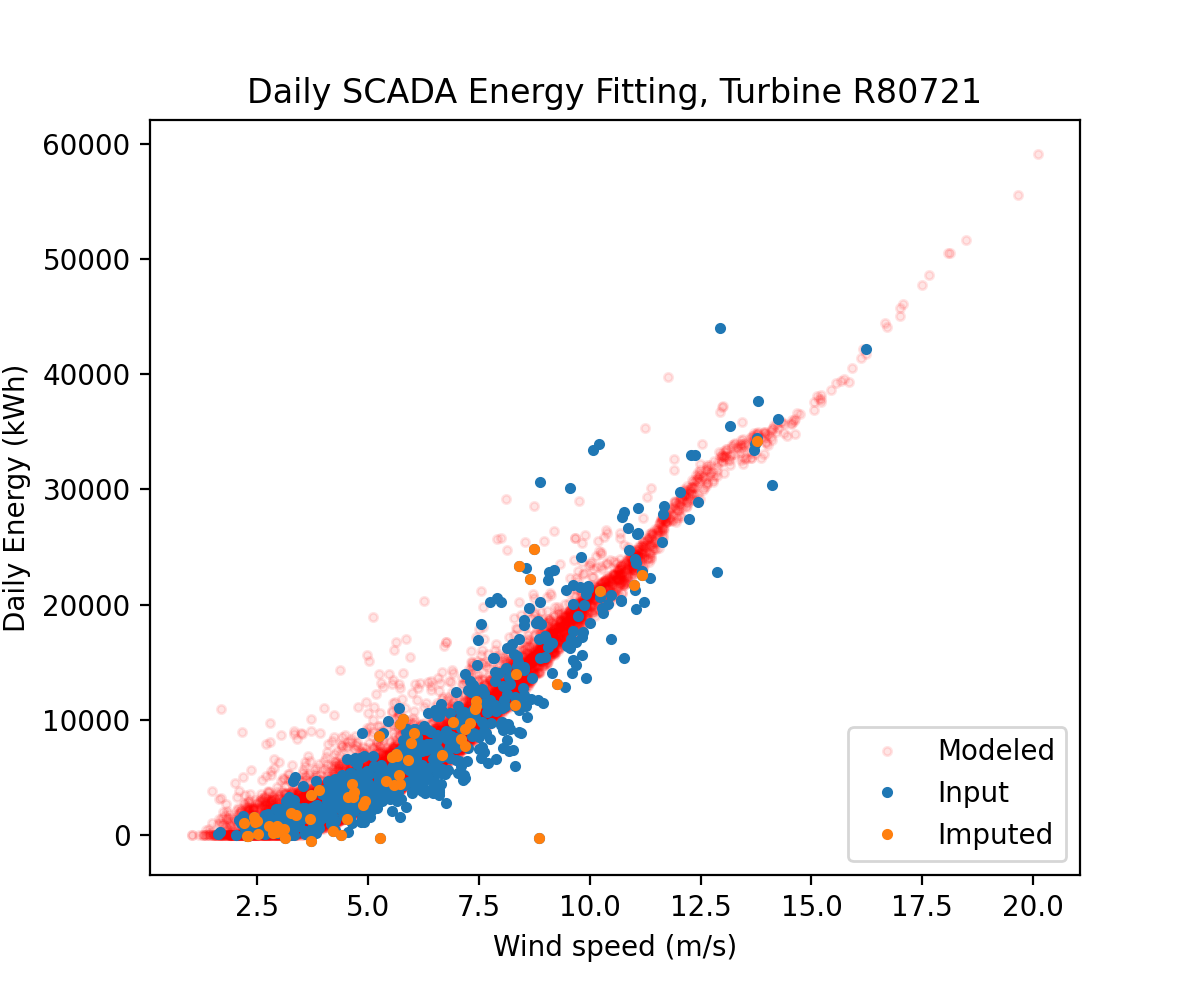 Daily SCADA Energy Fitting, Turbine R80721
60000
50000
40000
30000
20000
10000
0
Daily Energy (kWh)
Modeled
Input
Imputed
2.5 5.0 7.5 10.0 12.5 15.0 17.5 20.0
Wind speed (m/s)